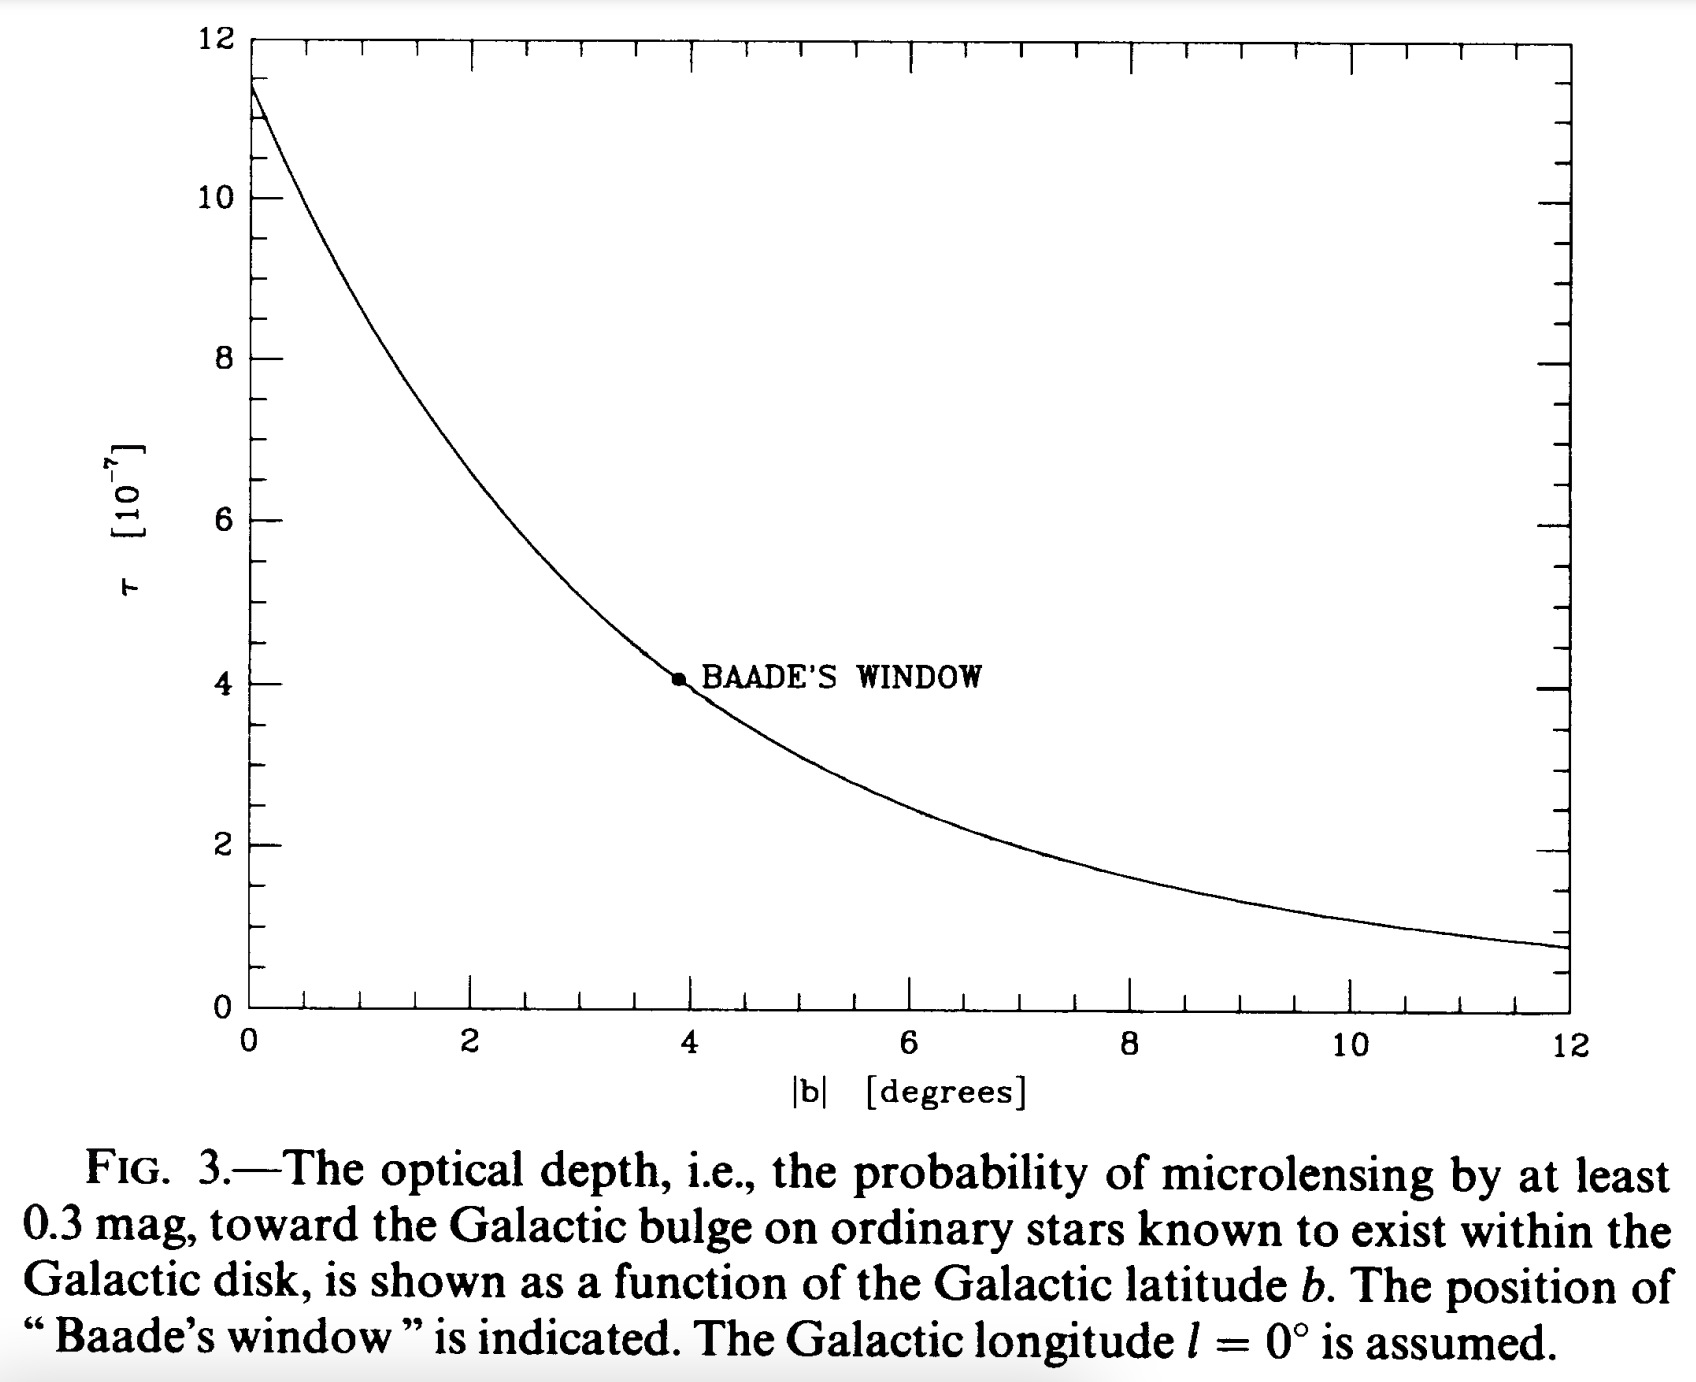 12
10
8
6
4
2
0
τ [10⁻⁷]
BAADE'S WINDOW
0 2 4 6 8 10 12
|b| [degrees]
FIG. 3.—The optical depth, i.e., the probability of microlensing by at least
0.3 mag, toward the Galactic bulge on ordinary stars known to exist within the
Galactic disk, is shown as a function of the Galactic latitude b. The position of
“Baade’s window” is indicated. The Galactic longitude l = 0° is assumed.